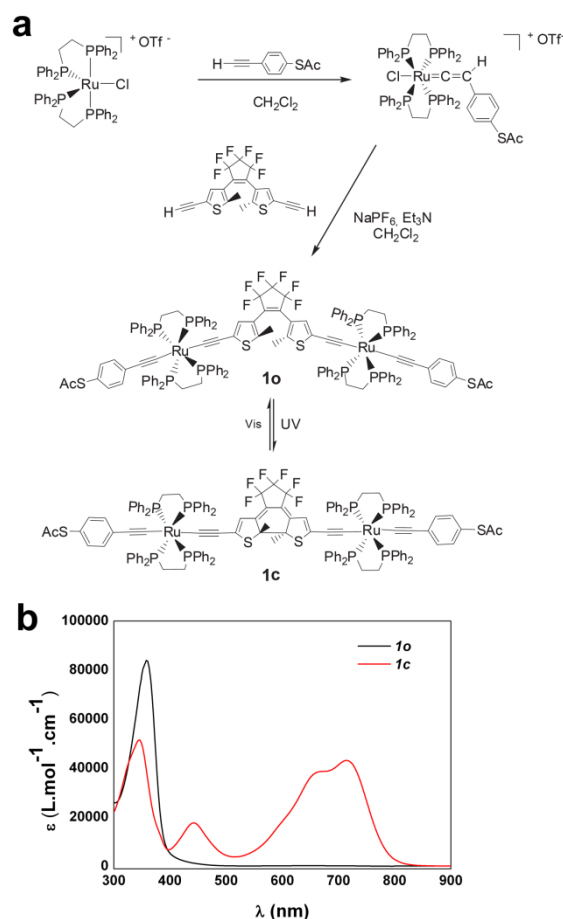 a
+ OTf -
Ph2P PPh2
Ru-Cl
Ph2P PPh2
H SAc
CH2Cl2
+ OTf-
Ph2P PPh2
Cl-Ru=C=C H
Ph2P PPh2
SAc
F F F F F F
H S S H
NaPF6, Et3N
CH2Cl2
F F F F F F
Ph2P PPh2 Ph2P PPh2
Ru S S Ru
AcS Ph2P PPh2 Ph2P PPh2 SAc
1o
Vis UV
F F F F F F
Ph2P PPh2 Ph2P PPh2
AcS Ru S S Ru SAc
Ph2P PPh2 Ph2P PPh2
1c
b
100000
80000
60000
40000
20000
0
ε (L.mol-1.cm-1)
1o
1c
300 400 500 600 700 800 900
λ (nm)